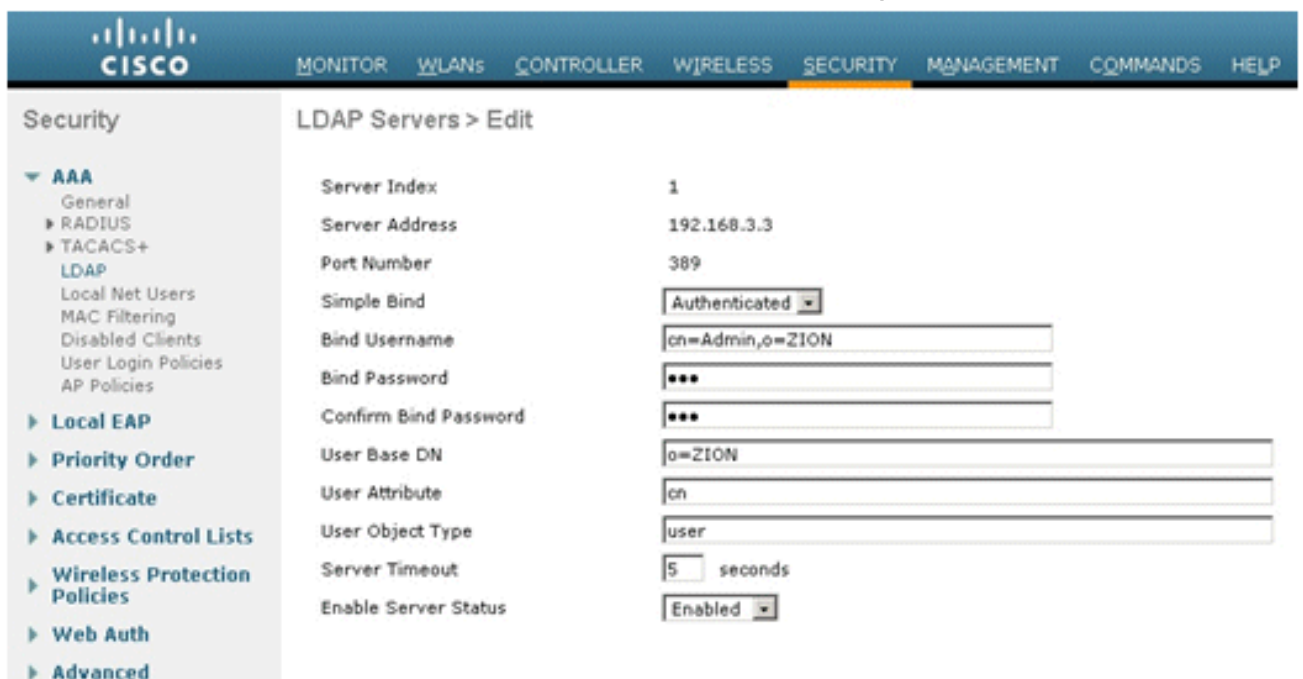 CISCO
MONITOR WLANs CONTROLLER WIRELESS SECURITY MANAGEMENT COMMANDS HELP
Security
AAA
General
RADIUS
TACACS+
LDAP
Local Net Users
MAC Filtering
Disabled Clients
User Login Policies
AP Policies
Local EAP
Priority Order
Certificate
Access Control Lists
Wireless Protection
Policies
Web Auth
Advanced
LDAP Servers > Edit
Server Index 1
Server Address 192.168.3.3
Port Number 389
Simple Bind Authenticated
Bind Username cn=Admin,o=ZION
Bind Password •••
Confirm Bind Password •••
User Base DN o=ZION
User Attribute cn
User Object Type user
Server Timeout 5 seconds
Enable Server Status Enabled